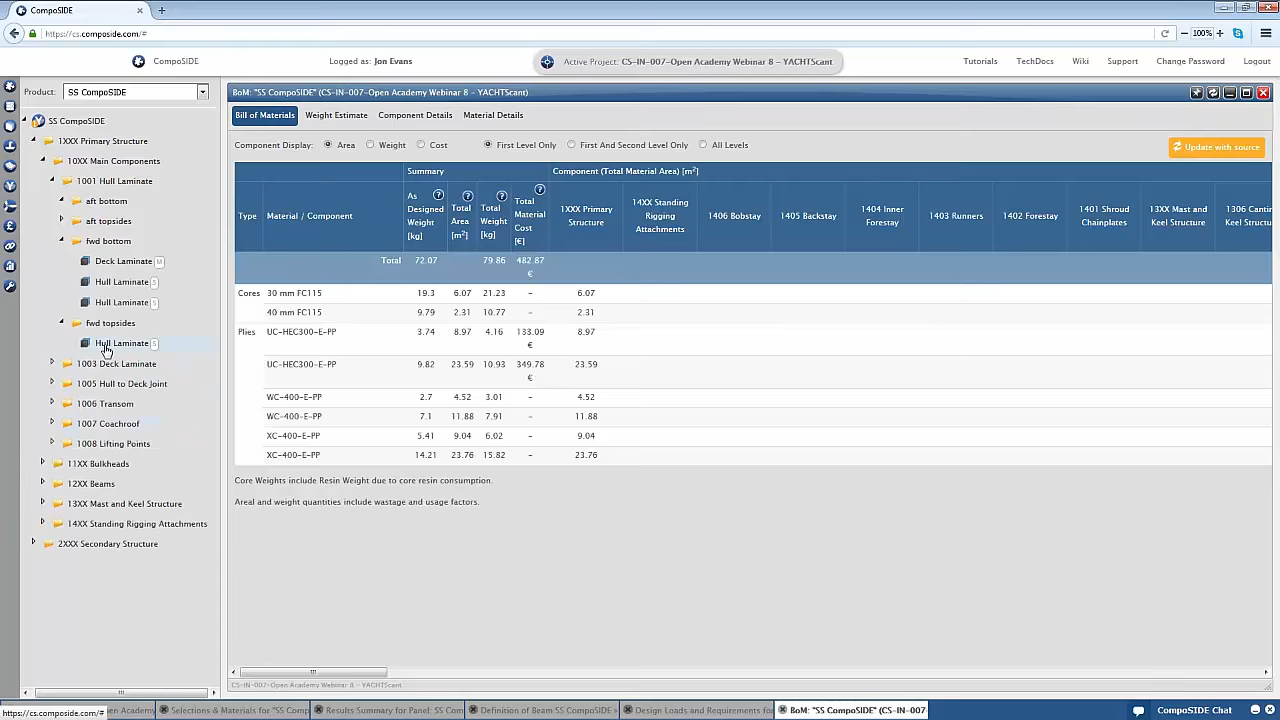 CompoSIDE
https://cs.composide.com/#
100%
CompoSIDE
Logged as: Jon Evans
Active Project: CS-IN-007-Open Academy Webinar 8 - YACHTScant
Tutorials TechDocs Wiki Support Change Password Logout
Product: SS CompoSIDE
SS CompoSIDE
1XXX Primary Structure
10XX Main Components
1001 Hull Laminate
aft bottom
aft topsides
fwd bottom
Deck Laminate M
Hull Laminate S
Hull Laminate S
fwd topsides
Hull Laminate S
1003 Deck Laminate
1005 Hull to Deck Joint
1006 Transom
1007 Coachroof
1008 Lifting Points
11XX Bulkheads
12XX Beams
13XX Mast and Keel Structure
14XX Standing Rigging Attachments
2XXX Secondary Structure
BoM: "SS CompoSIDE" (CS-IN-007-Open Academy Webinar 8 - YACHTScant)
Bill of Materials Weight Estimate Component Details Material Details
Component Display: Area Weight Cost First Level Only First And Second Level Only All Levels
Update with source
Summary Component (Total Material Area) [m²]
Type Material / Component
As Designed Weight [kg]
Total Area [m²]
Total Weight [kg]
Total Material Cost [€]
1XXX Primary Structure
14XX Standing Rigging Attachments
1406 Bobstay
1405 Backstay
1404 Inner Forestay
1403 Runners
1402 Forestay
1401 Shroud Chainplates
13XX Mast and Keel Structure
1306 Cantin
Keel Structu
Total 72.07 79.86 482.87 €
Cores 30 mm FC115 19.3 6.07 21.23 - 6.07
40 mm FC115 9.79 2.31 10.77 - 2.31
Plies UC-HEC300-E-PP 3.74 8.97 4.16 133.09 € 8.97
UC-HEC300-E-PP 9.82 23.59 10.93 349.78 € 23.59
WC-400-E-PP 2.7 4.52 3.01 - 4.52
WC-400-E-PP 7.1 11.88 7.91 - 11.88
XC-400-E-PP 5.41 9.04 6.02 - 9.04
XC-400-E-PP 14.21 23.76 15.82 - 23.76
Core Weights include Resin Weight due to core resin consumption.
Areal and weight quantities include wastage and usage factors.
CS-IN-007-Open Academy Webinar 8 - YACHTScant
https://cs.composide.com/#
en Academy
Selections & Materials for "SS Comp
Results Summary for Panel: SS Com
Definition of Beam SS CompoSIDE »
Design Loads and Requirements for
BoM: "SS CompoSIDE" (CS-IN-007
CompoSIDE Chat